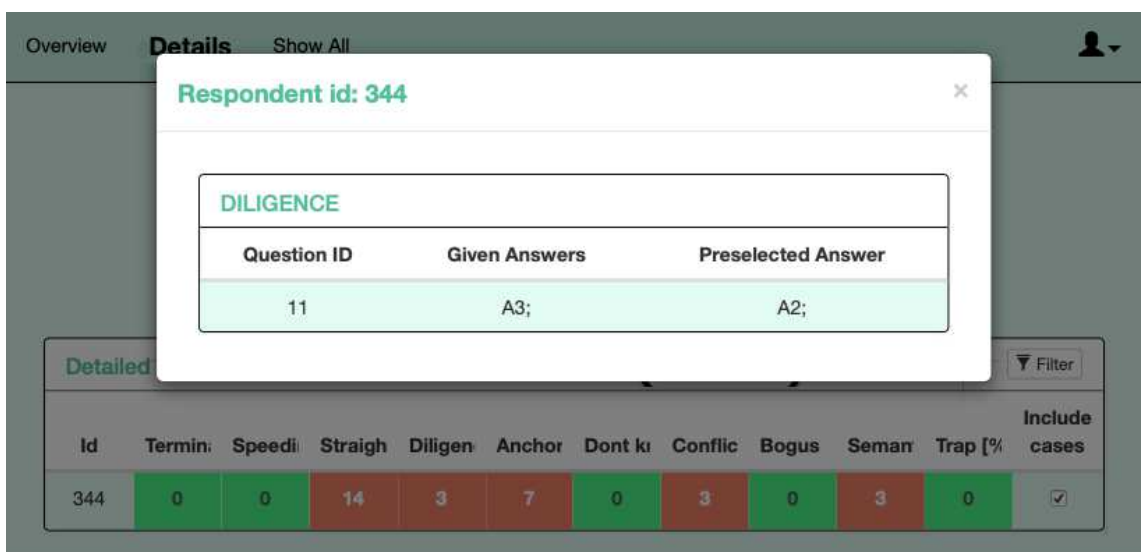 Overview Details Show All
Respondent id: 344 ×
DILIGENCE
Question ID Given Answers Preselected Answer
11 A3; A2;
Detailed Filter
Include
Id Termin Speedi Straigh Diligen Anchor Dont k Conflic Bogus Seman Trap [% cases
344 0 0 14 3 7 0 3 0 3 0